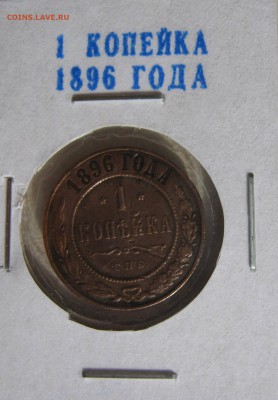 COINS.LAVE.RU
1 КОПЕЙКА
1896 ГОДА
1896 ГОДА
* 1 *
КОПѢЙКА
С.П.Б.